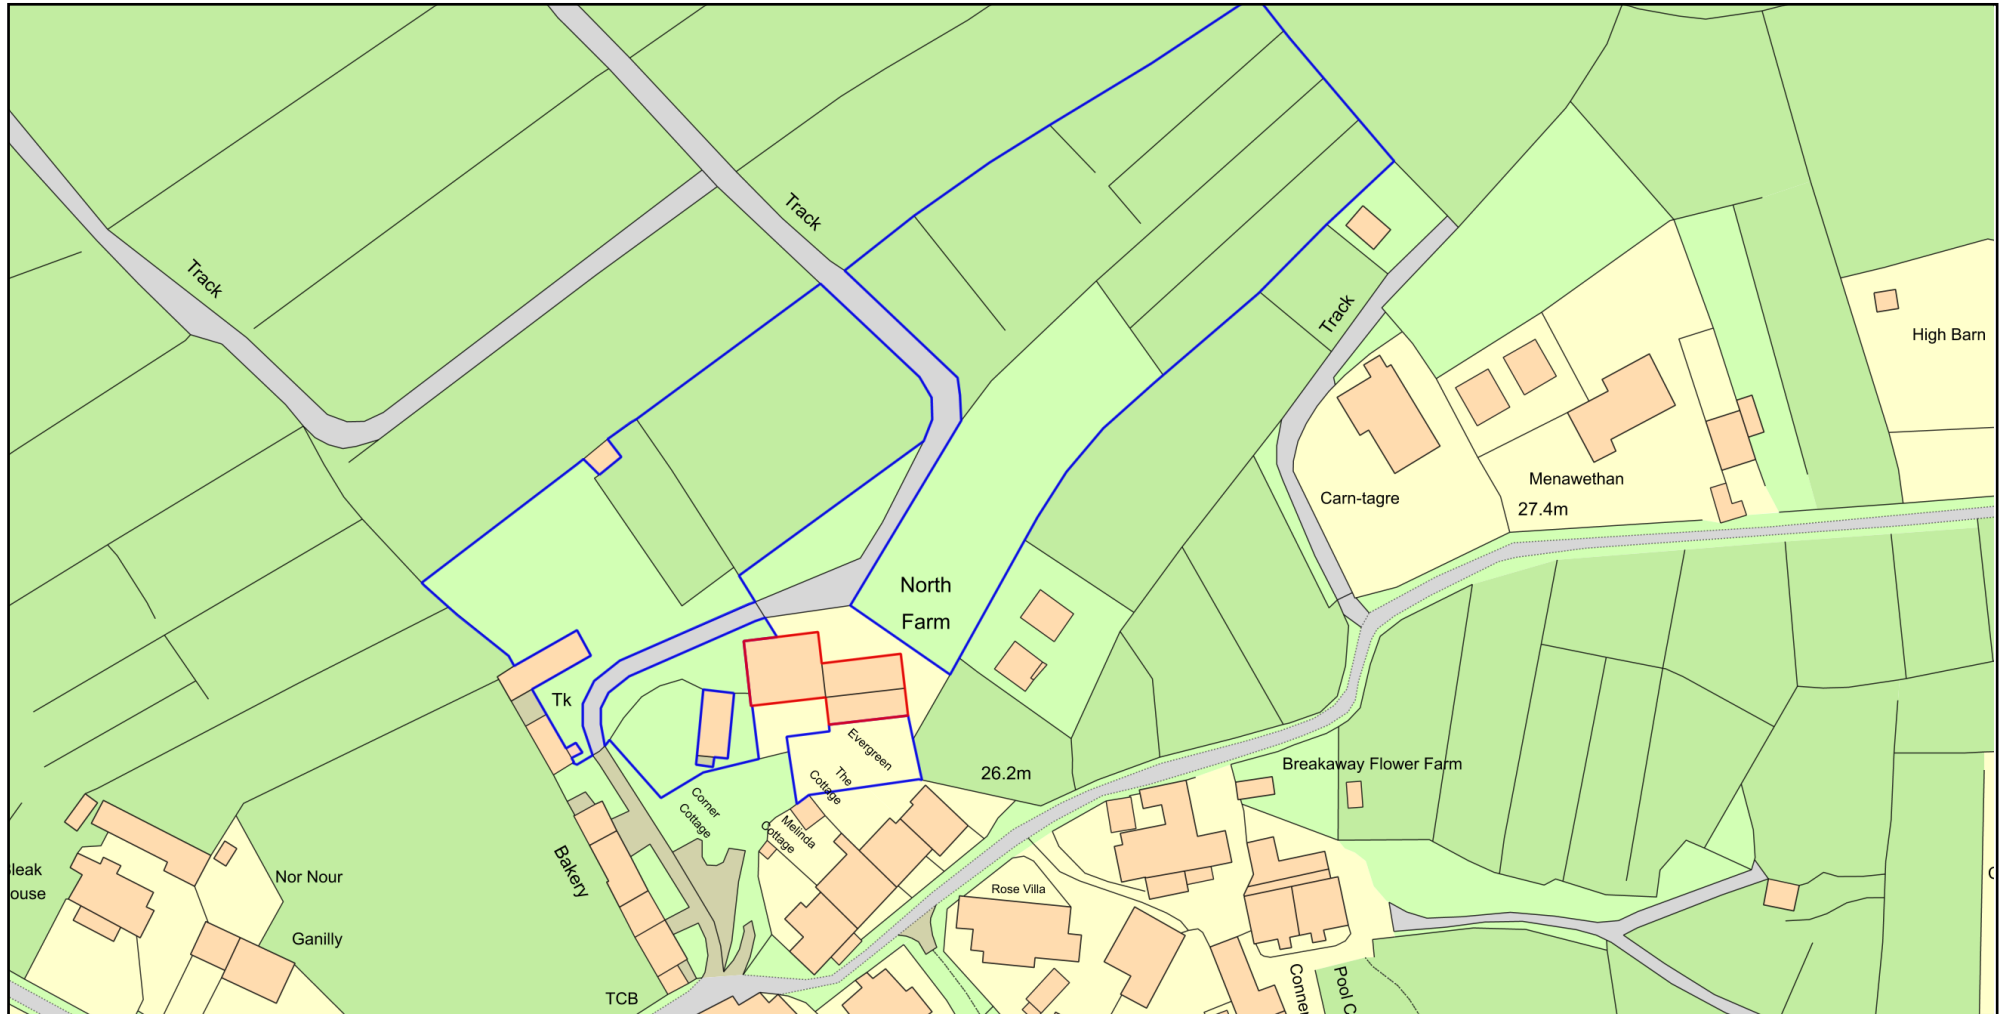 Track
Track
Track
High Barn
Menawethan
27.4m
Carn-tagre
North
Farm
Tk
Evergreen
The
Cottage
26.2m
Breakaway Flower Farm
Corner
Cottage
Melinda
Cottage
Bakery
Nor Nour
Rose Villa
Ganilly
TCB
Pool C